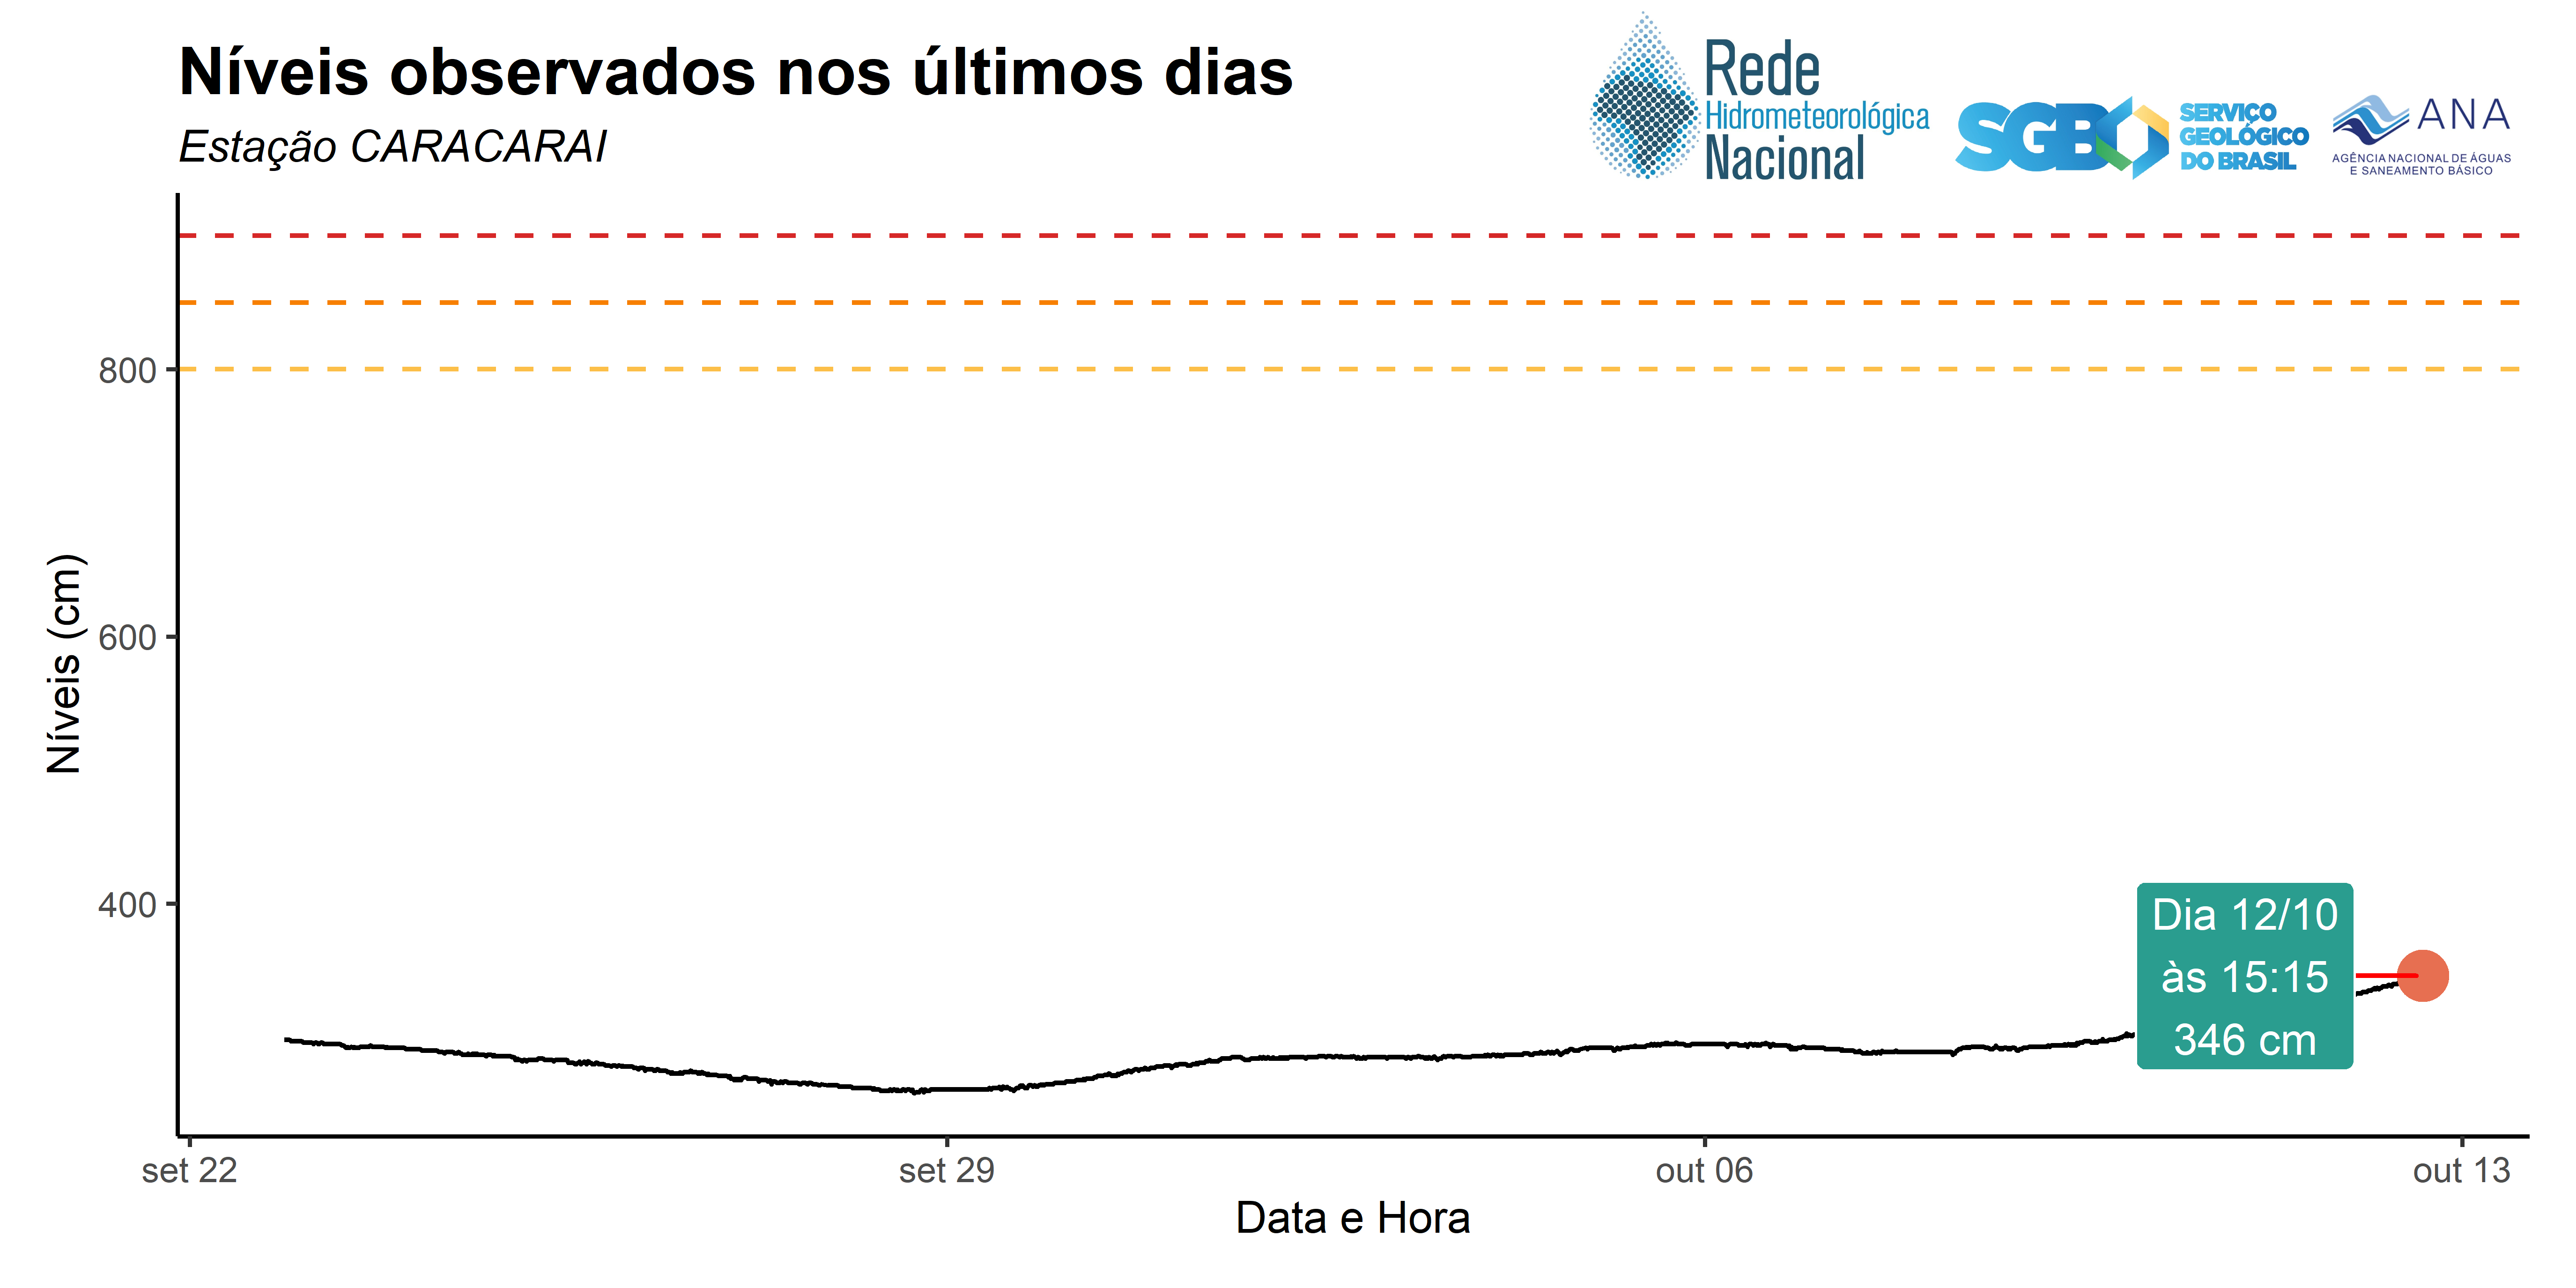 Níveis observados nos últimos dias
Estação CARACARAI
Rede
Hidrometeorológica
Nacional
SGB
SERVIÇO
GEOLÓGICO
DO BRASIL
ANA
AGÊNCIA NACIONAL DE ÁGUAS
E SANEAMENTO BÁSICO
Níveis (cm)
800
600
400
Dia 12/10
às 15:15
346 cm
set 22
set 29
out 06
out 13
Data e Hora